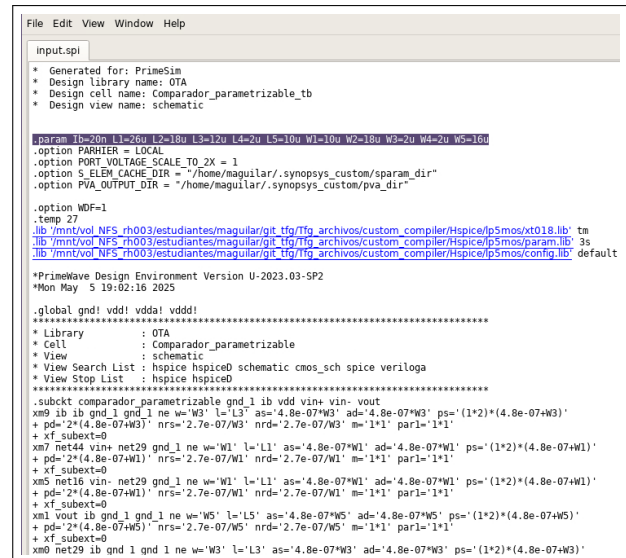 File Edit View Window Help
input.spi
* Generated for: PrimeSim
* Design library name: OTA
* Design cell name: Comparador_parametrizable_tb
* Design view name: schematic
.param Ib=20n L1=26u L2=18u L3=12u L4=2u L5=10u W1=10u W2=18u W3=2u W4=2u W5=16u
.option PARHIER = LOCAL
.option PORT_VOLTAGE_SCALE_TO_2X = 1
.option S_ELEM_CACHE_DIR = "/home/maguilar/.synopsys_custom/sparam_dir"
.option PVA_OUTPUT_DIR = "/home/maguilar/.synopsys_custom/pva_dir"
.option WDF=1
.temp 27
.lib '/mnt/vol_NFS_rh003/estudiantes/maguilar/git_tfg/Tfg_archivos/custom_compiler/Hspice/lp5mos/xt018.lib' tm
.lib '/mnt/vol_NFS_rh003/estudiantes/maguilar/git_tfg/Tfg_archivos/custom_compiler/Hspice/lp5mos/param.lib' 3s
.lib '/mnt/vol_NFS_rh003/estudiantes/maguilar/git_tfg/Tfg_archivos/custom_compiler/Hspice/lp5mos/config.lib' default
*PrimeWave Design Environment Version U-2023.03-SP2
*Mon May 5 19:02:16 2025
.global gnd! vdd! vdda! vddd!
********************************************************************************
* Library : OTA
* Cell : Comparador_parametrizable
* View : schematic
* View Search List : hspice hspiceD schematic cmos_sch spice veriloga
* View Stop List : hspice hspiceD
********************************************************************************
.subckt comparador_parametrizable gnd_1 ib vdd vin+ vin- vout
xm9 ib ib gnd_1 gnd_1 ne w='W3' l='L3' as='4.8e-07*W3' ad='4.8e-07*W3' ps='(1*2)*(4.8e-07+W3)'
+ pd='2*(4.8e-07+W3)' nrs='2.7e-07/W3' nrd='2.7e-07/W3' m='1*1' par1='1*1'
+ xf_subext=0
xm7 net44 vin+ net29 gnd_1 ne w='W1' l='L1' as='4.8e-07*W1' ad='4.8e-07*W1' ps='(1*2)*(4.8e-07+W1)'
+ pd='2*(4.8e-07+W1)' nrs='2.7e-07/W1' nrd='2.7e-07/W1' m='1*1' par1='1*1'
+ xf_subext=0
xm5 net16 vin- net29 gnd_1 ne w='W1' l='L1' as='4.8e-07*W1' ad='4.8e-07*W1' ps='(1*2)*(4.8e-07+W1)'
+ pd='2*(4.8e-07+W1)' nrs='2.7e-07/W1' nrd='2.7e-07/W1' m='1*1' par1='1*1'
+ xf_subext=0
xm1 vout ib gnd_1 gnd_1 ne w='W5' l='L5' as='4.8e-07*W5' ad='4.8e-07*W5' ps='(1*2)*(4.8e-07+W5)'
+ pd='2*(4.8e-07+W5)' nrs='2.7e-07/W5' nrd='2.7e-07/W5' m='1*1' par1='1*1'
+ xf_subext=0
xm0 net29 ib gnd_1 gnd_1 ne w='W3' l='L3' as='4.8e-07*W3' ad='4.8e-07*W3' ps='(1*2)*(4.8e-07+W3)'